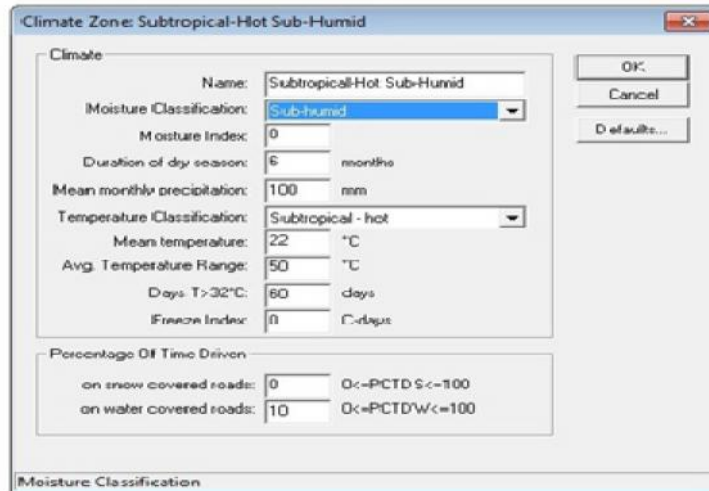 Climate Zone: Subtropical-Hot Sub-Humid
Climate
Name: Subtropical-Hot Sub-Humid
Moisture Classification: Sub-humid
Moisture Index: 0
Duration of dry season: 6 months
Mean monthly precipitation: 100 mm
Temperature Classification: Subtropical - hot
Mean temperature: 22 °C
Avg. Temperature Range: 50 °C
Days T>32°C: 60 days
Freeze Index: 0 C-days
Percentage Of Time Driven
on snow covered roads: 0 0<=PCTDS<=100
on water covered roads: 10 0<=PCTDW<=100
OK
Cancel
Defaults...
Moisture Classification